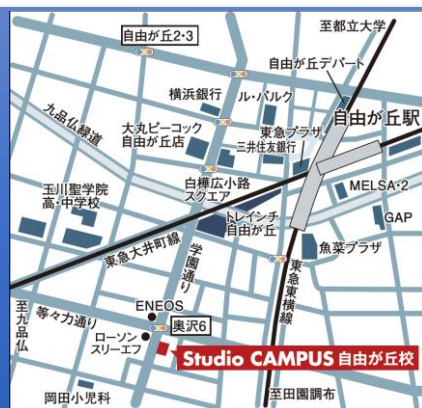 至都立大学
自由が丘2・3
自由が丘デパート
横浜銀行
ル・バルク
自由が丘駅
九品仏緑道
大丸ピーコック
自由が丘店
東急プラザ
三井住友銀行
白樺広小路
スクエア
玉川聖学院
高・中学校
MELSA・2
トレインチ
自由が丘
GAP
東急大井町線
学園通り
魚菜プラザ
東急東横線
至九品仏
等々力通り
ENEOS
奥沢6
ローソン
スリーエフ
Studio CAMPUS 自由が丘校
岡田小児科
至田園調布